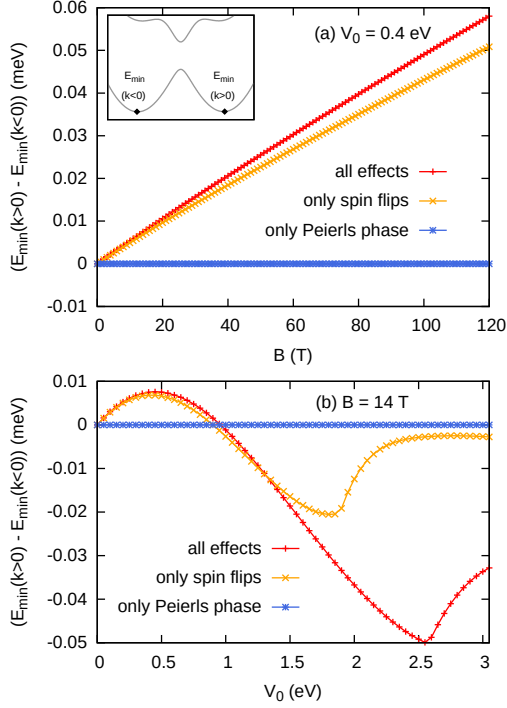 (E_min(k>0) - E_min(k<0)) (meV)
0.06
0.05
0.04
0.03
0.02
0.01
0
-0.01
(a) V_0 = 0.4 eV
E_min
(k<0)
E_min
(k>0)
all effects
only spin flips
only Peierls phase
0 20 40 60 80 100 120
B (T)
(E_min(k>0) - E_min(k<0)) (meV)
0.01
0
-0.01
-0.02
-0.03
-0.04
-0.05
(b) B = 14 T
all effects
only spin flips
only Peierls phase
0 0.5 1 1.5 2 2.5 3
V_0 (eV)